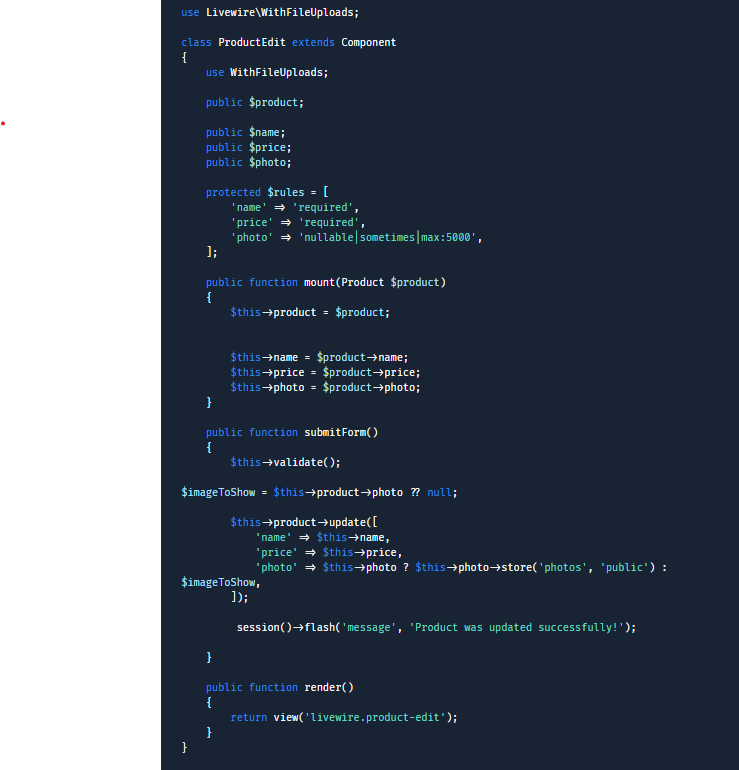 use Livewire\WithFileUploads;
class ProductEdit extends Component
{
use WithFileUploads;
public $product;
public $name;
public $price;
public $photo;
protected $rules = [
'name' => 'required',
'price' => 'required',
'photo' => 'nullable|sometimes|max:5000',
];
public function mount(Product $product)
{
$this->product = $product;
$this->name = $product->name;
$this->price = $product->price;
$this->photo = $product->photo;
}
public function submitForm()
{
$this->validate();
$imageToShow = $this->product->photo ?? null;
$this->product->update([
'name' => $this->name,
'price' => $this->price,
'photo' => $this->photo ? $this->photo->store('photos', 'public') :
$imageToShow,
]);
session()->flash('message', 'Product was updated successfully!');
}
public function render()
{
return view('livewire.product-edit');
}
}